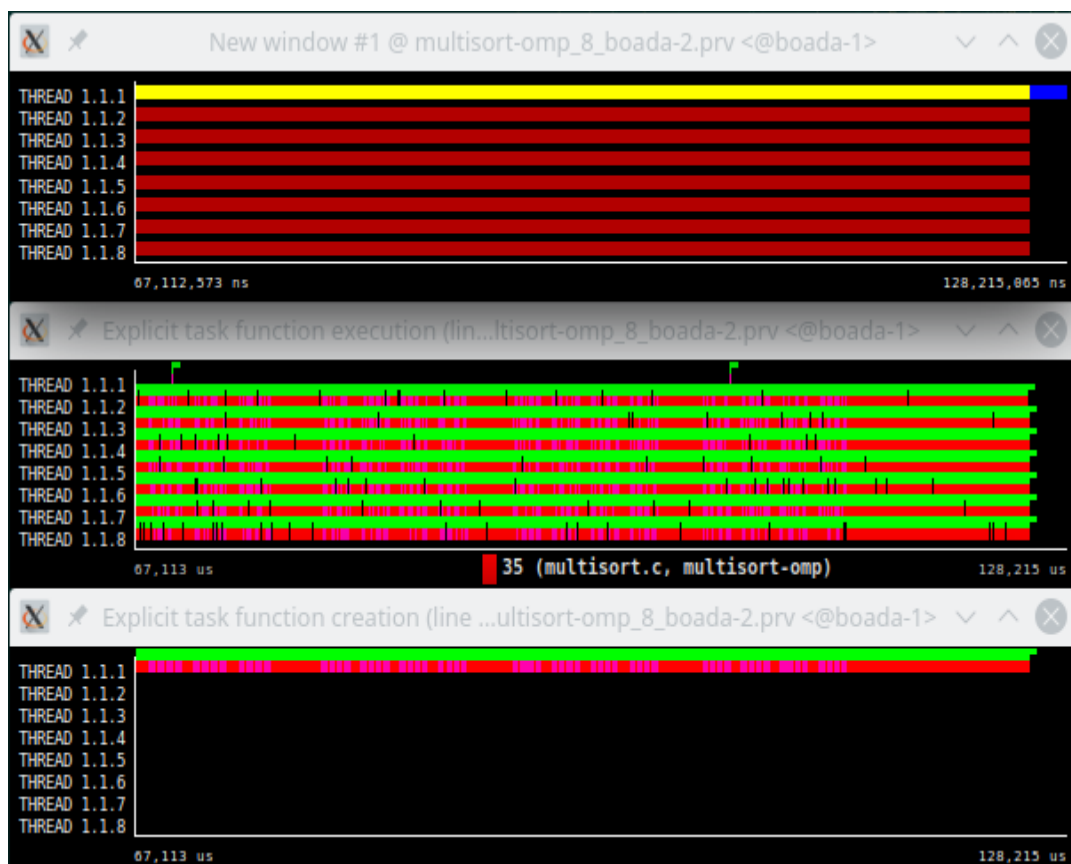 New window #1 @ multisort-omp_8_boada-2.prv <@boada-1>
THREAD 1.1.1
THREAD 1.1.2
THREAD 1.1.3
THREAD 1.1.4
THREAD 1.1.5
THREAD 1.1.6
THREAD 1.1.7
THREAD 1.1.8
67,112,573 ns 128,215,065 ns
Explicit task function execution (lin...ltisort-omp_8_boada-2.prv <@boada-1>
THREAD 1.1.1
THREAD 1.1.2
THREAD 1.1.3
THREAD 1.1.4
THREAD 1.1.5
THREAD 1.1.6
THREAD 1.1.7
THREAD 1.1.8
67,113 us 35 (multisort.c, multisort-omp) 128,215 us
Explicit task function creation (line ...ultisort-omp_8_boada-2.prv <@boada-1>
THREAD 1.1.1
THREAD 1.1.2
THREAD 1.1.3
THREAD 1.1.4
THREAD 1.1.5
THREAD 1.1.6
THREAD 1.1.7
THREAD 1.1.8
67,113 us 128,215 us